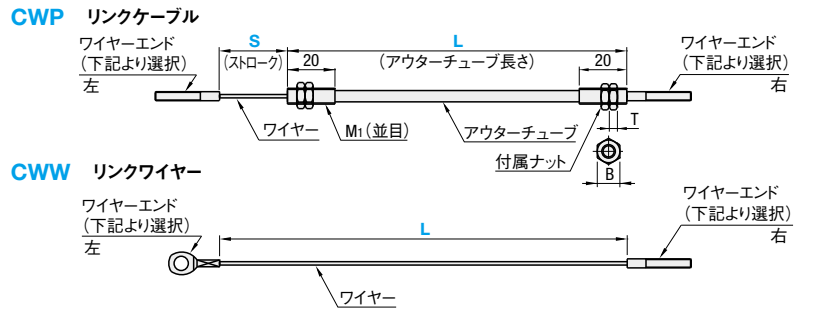 CWP リンクケーブル
ワイヤーエンド
(下記より選択)
左
S
(ストローク)
20
L
(アウターチューブ長さ)
20
ワイヤーエンド
(下記より選択)
右
ワイヤー
M1(並目)
アウターチューブ
付属ナット
T
B
CWW リンクワイヤー
ワイヤーエンド
(下記より選択)
左
L
ワイヤーエンド
(下記より選択)
右
ワイヤー